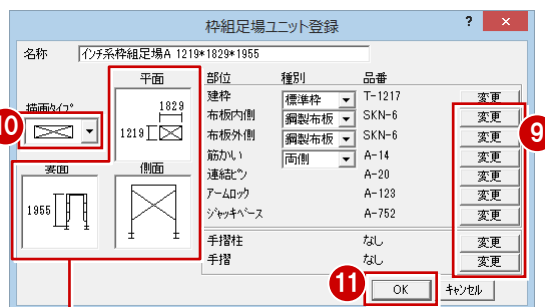 枠組足場ユニット登録 ? ×
名称 インチ系枠組足場A 1219*1829*1955
描画タイプ
10
平面
1829
1219
妻面
1955
側面
部位 種別 品番
建枠 標準枠 T-1217 変更
布板内側 鋼製布板 SKN-6 変更
布板外側 鋼製布板 SKN-6 変更
筋かい 両側 A-14 変更
連結ピン A-20 変更
アームロック A-123 変更
ジャッキベース A-752 変更
手摺柱 なし 変更
手摺 なし 変更
9
11
OK キャンセル